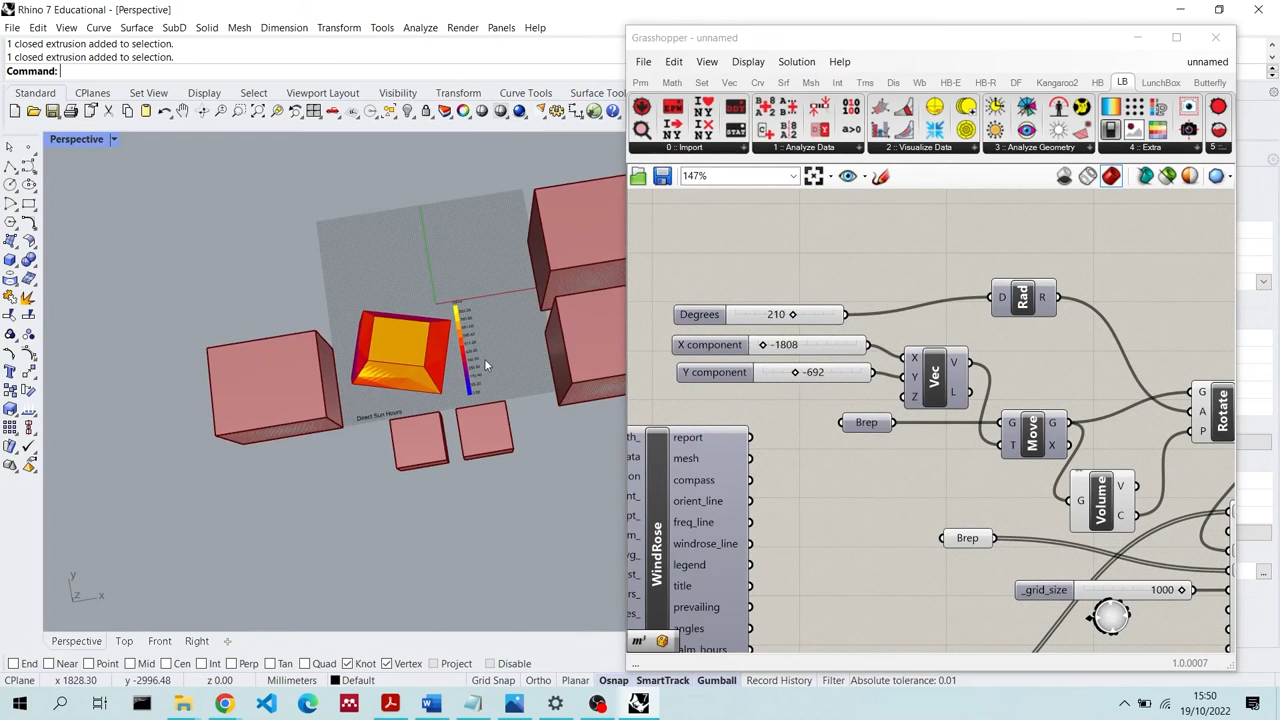 Rhino 7 Educational - [Perspective]
File Edit View Curve Surface SubD Solid Mesh Dimension Transform Tools Analyze Render Panels Help
1 closed extrusion added to selection.
1 closed extrusion added to selection.
Command:
Standard CPlanes Set View Display Select Viewport Layout Visibility Transform Curve Tools Surface Tools
Perspective
Direct Sun Hours
y
z x
Perspective Top Front Right
End Near Point Mid Cen Int Perp Tan Quad Knot Vertex Project Disable
CPlane x 1828.30 y -2996.48 z 0.00 Millimeters Default Grid Snap Ortho Planar Osnap SmartTrack Gumball Record History Filter Absolute tolerance: 0.01
Grasshopper - unnamed
File Edit View Display Solution Help unnamed
Prm Math Set Vec Crv Srf Msh Int Trns Dis Wb HB-E HB-R DF Kangaroo2 HB LB LunchBox Butterfly
0 :: Import 1 :: Analyze Data 2 :: Visualize Data 3 :: Analyze Geometry 4 :: Extra 5 ::
147%
Degrees 210
D Rad R
X component -1808
Y component -692
X Y Z Vec V L
Brep
G T Move G X
G A P Rotate
G Volume V C
Brep
_grid_size 1000
WindRose
report
mesh
compass
orient_line
freq_line
windrose_line
legend
title
prevailing
angles
calm_hours
m³
... 1.0.0007
15:50
19/10/2022